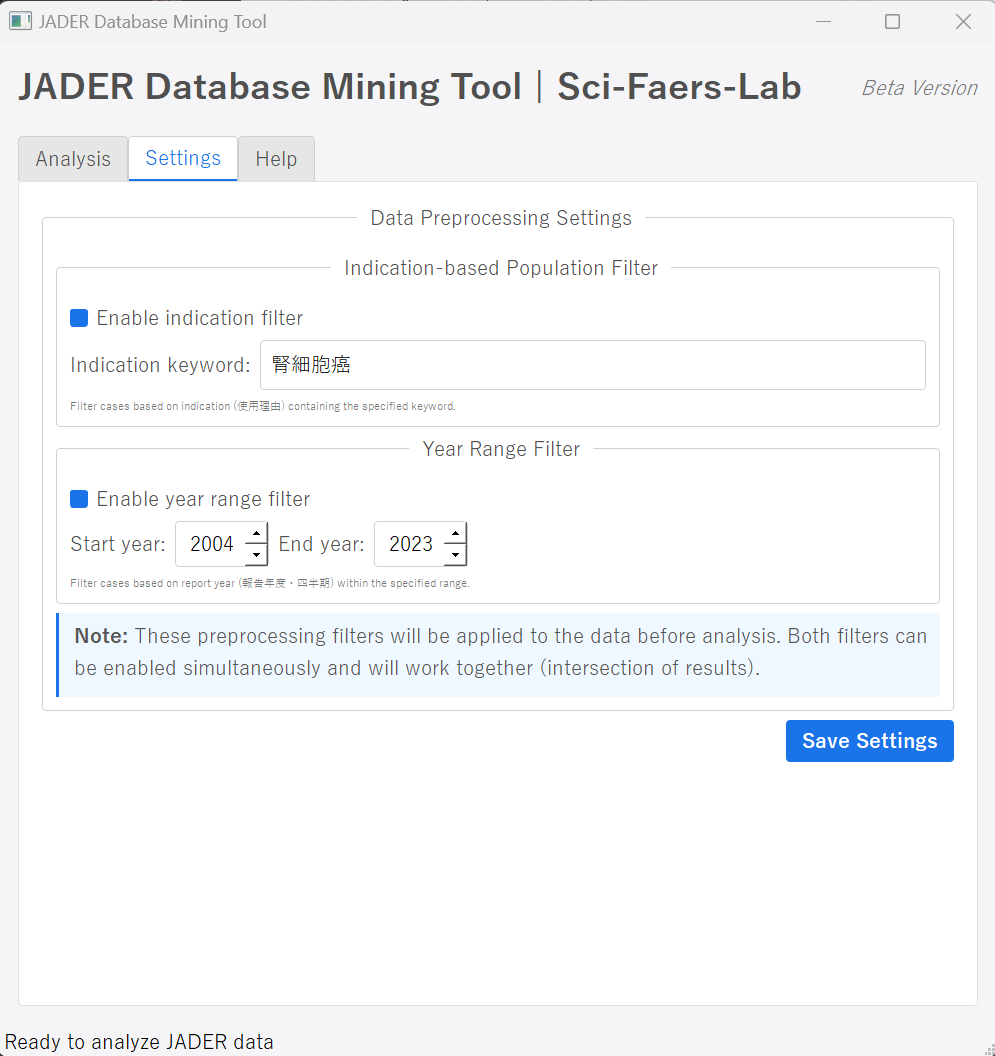 JADER Database Mining Tool
JADER Database Mining Tool | Sci-Faers-Lab
Beta Version
Analysis
Settings
Help
Data Preprocessing Settings
Indication-based Population Filter
Enable indication filter
Indication keyword:
腎細胞癌
Filter cases based on indication (使用理由) containing the specified keyword.
Year Range Filter
Enable year range filter
Start year:
2004
End year:
2023
Filter cases based on report year (報告年度・四半期) within the specified range.
Note: These preprocessing filters will be applied to the data before analysis. Both filters can
be enabled simultaneously and will work together (intersection of results).
Save Settings
Ready to analyze JADER data